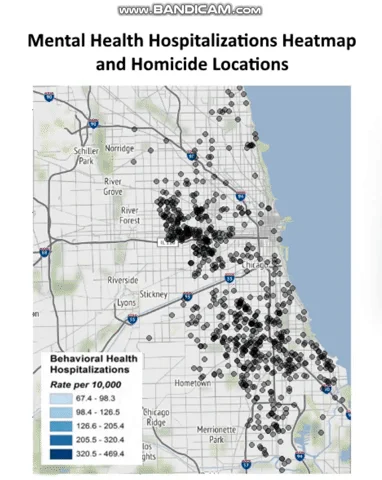 www.BANDICAM.com
Mental Health Hospitalizations Heatmap
and Homicide Locations
Schiller
Park
Norridge
River
Grove
River
Forest
Chicago
Riverside
Stickney
Lyons
Behavioral Health
Hospitalizations
Rate per 10,000
67.4 - 98.3
98.4 - 126.5
126.6 - 205.4
205.5 - 320.4
320.5 - 469.4
Hometown
Chicago
Ridge
Merrionette
Park